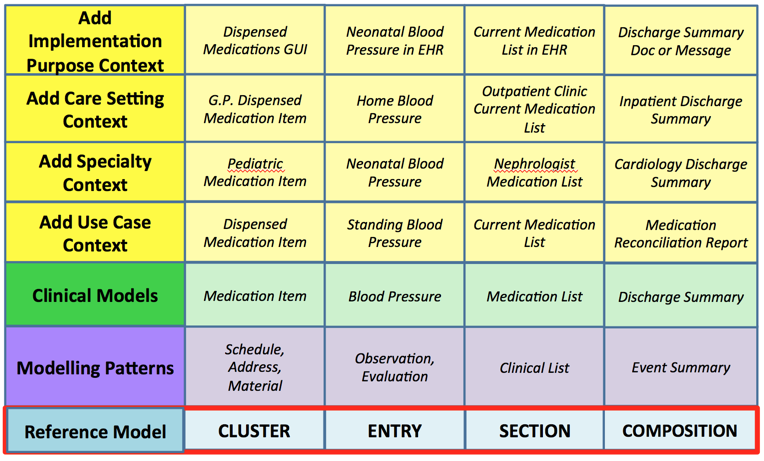 Add
Implementation
Purpose Context
Dispensed
Medications GUI
Neonatal Blood
Pressure in EHR
Current Medication
List in EHR
Discharge Summary
Doc or Message
Add Care Setting
Context
G.P. Dispensed
Medication Item
Home Blood
Pressure
Outpatient Clinic
Current Medication
List
Inpatient Discharge
Summary
Add Specialty
Context
Pediatric
Medication Item
Neonatal Blood
Pressure
Nephrologist
Medication List
Cardiology Discharge
Summary
Add Use Case
Context
Dispensed
Medication Item
Standing Blood
Pressure
Current Medication
List
Medication
Reconciliation Report
Clinical Models
Medication Item
Blood Pressure
Medication List
Discharge Summary
Modelling Patterns
Schedule,
Address,
Material
Observation,
Evaluation
Clinical List
Event Summary
Reference Model
CLUSTER
ENTRY
SECTION
COMPOSITION